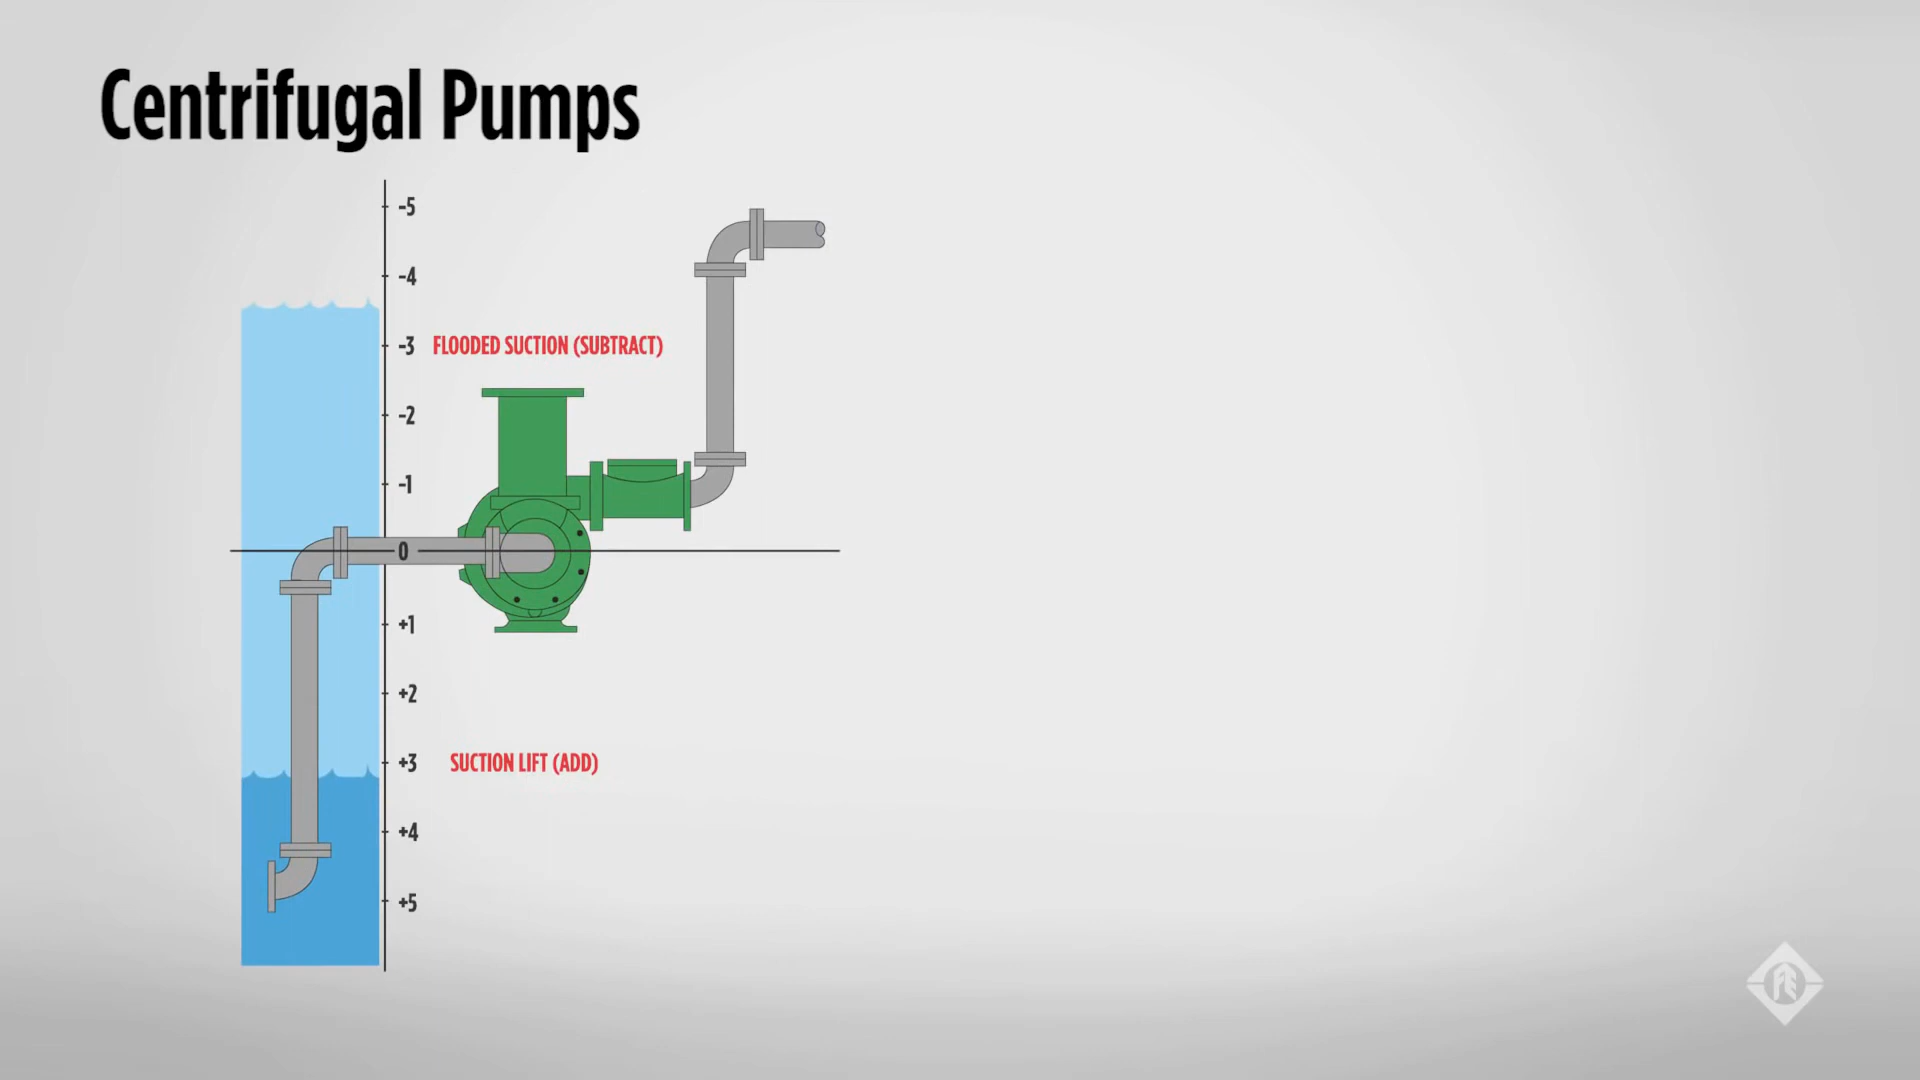 Centrifugal Pumps
–5
–4
–3 FLOODED SUCTION (SUBTRACT)
–2
–1
0
+1
+2
+3 SUCTION LIFT (ADD)
+4
+5
FE